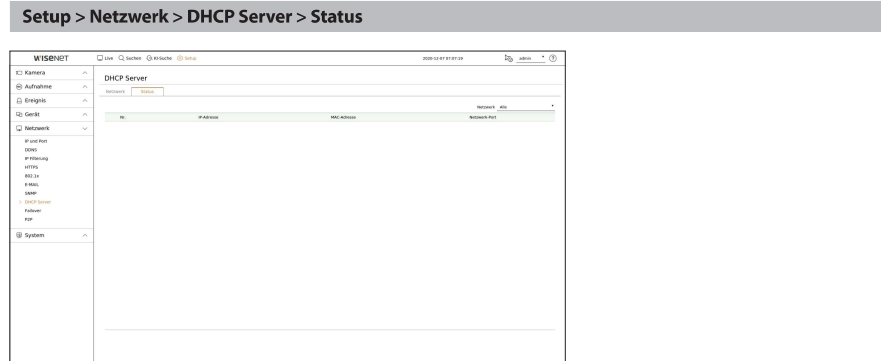 Setup > Netzwerk > DHCP Server > Status
WISENET Live Suchen KI-Suche Setup 2020-12-07 07:07:19 admin ?
Kamera
Aufnahme
Ereignis
Gerät
Netzwerk
IP und Port
DDNS
IP Filterung
HTTPS
802.1x
E-MAIL
SNMP
DHCP Server
Failover
P2P
System
DHCP Server
Netzwerk Status
Netzwerk Alle
Nr. IP-Adresse MAC-Adresse Netzwerk-Port